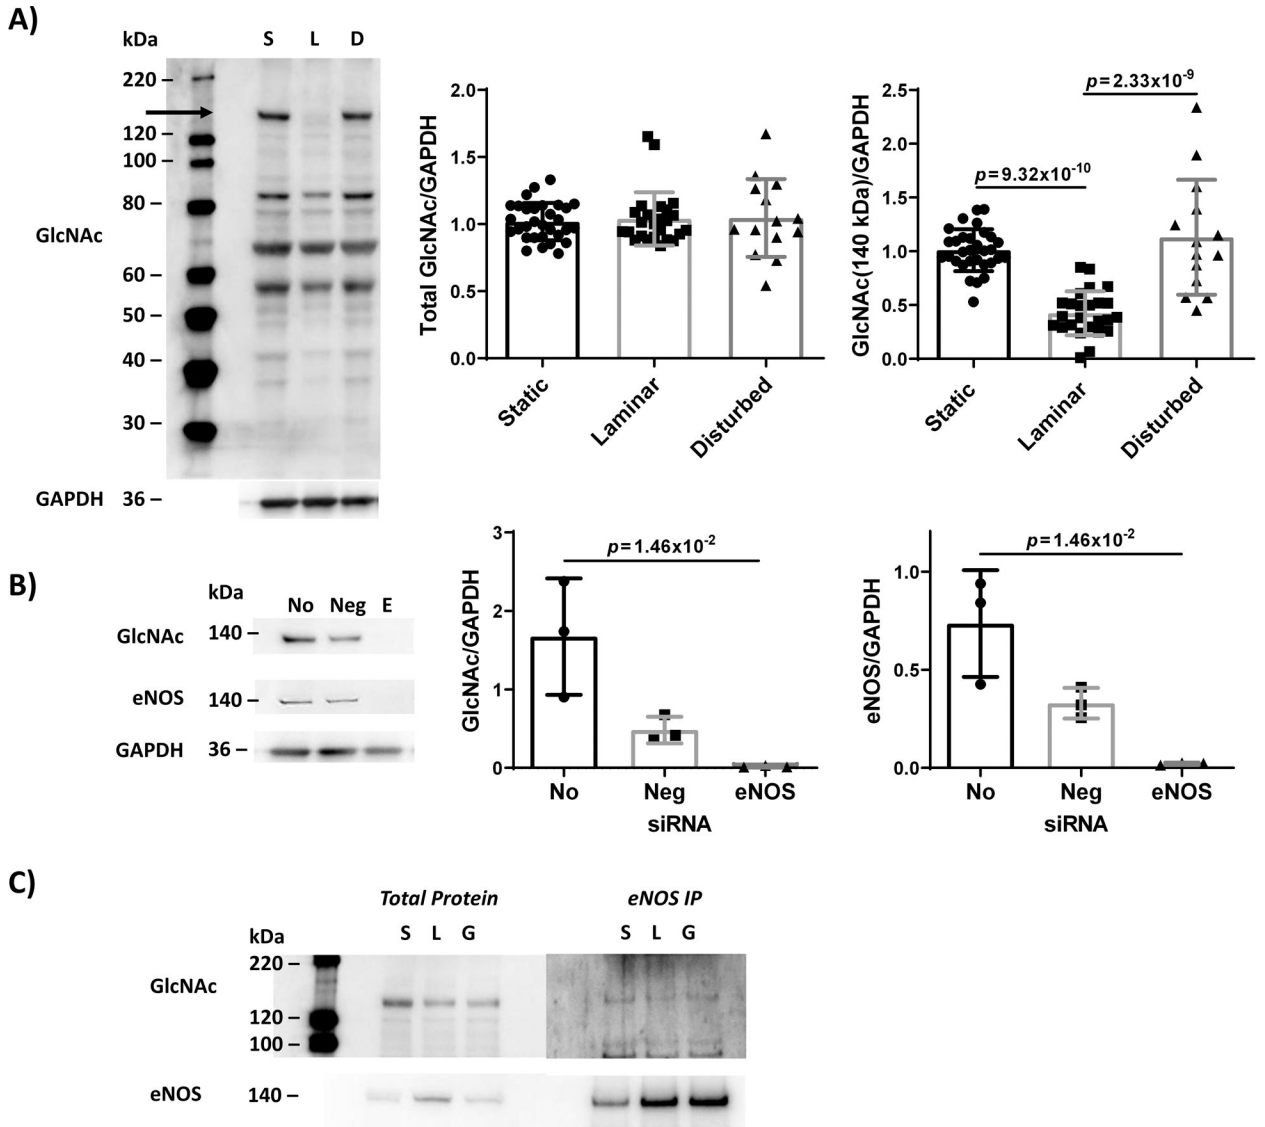 A)
kDa S L D
220 –
120 –
100 –
80 –
GlcNAc
60 –
50 –
40 –
30 –
GAPDH 36 –
Total GlcNAc/GAPDH
2.0
1.5
1.0
0.5
0.0
Static
Laminar
Disturbed
GlcNAc(140 kDa)/GAPDH
2.5
2.0
1.5
1.0
0.5
0.0
p=2.33x10-9
p=9.32x10-10
Static
Laminar
Disturbed
B)
kDa
No Neg E
GlcNAc 140 –
eNOS 140 –
GAPDH 36 –
GlcNAc/GAPDH
3
2
1
0
p=1.46x10-2
No Neg eNOS
siRNA
eNOS/GAPDH
1.0
0.5
0.0
p=1.46x10-2
No Neg eNOS
siRNA
C)
Total Protein eNOS IP
kDa S L G S L G
220 –
GlcNAc
120 –
100 –
eNOS 140 –